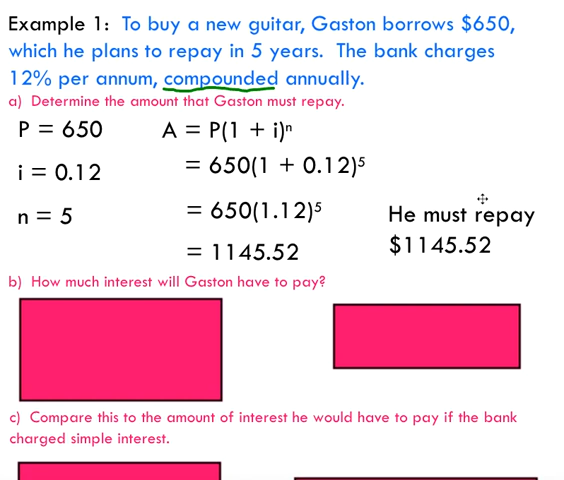 Example 1: To buy a new guitar, Gaston borrows $650,
which he plans to repay in 5 years. The bank charges
12% per annum, compounded annually.
a) Determine the amount that Gaston must repay.
P = 650
A = P(1 + i)ⁿ
i = 0.12
= 650(1 + 0.12)⁵
n = 5
= 650(1.12)⁵
= 1145.52
He must repay
$1145.52
b) How much interest will Gaston have to pay?
c) Compare this to the amount of interest he would have to pay if the bank
charged simple interest.